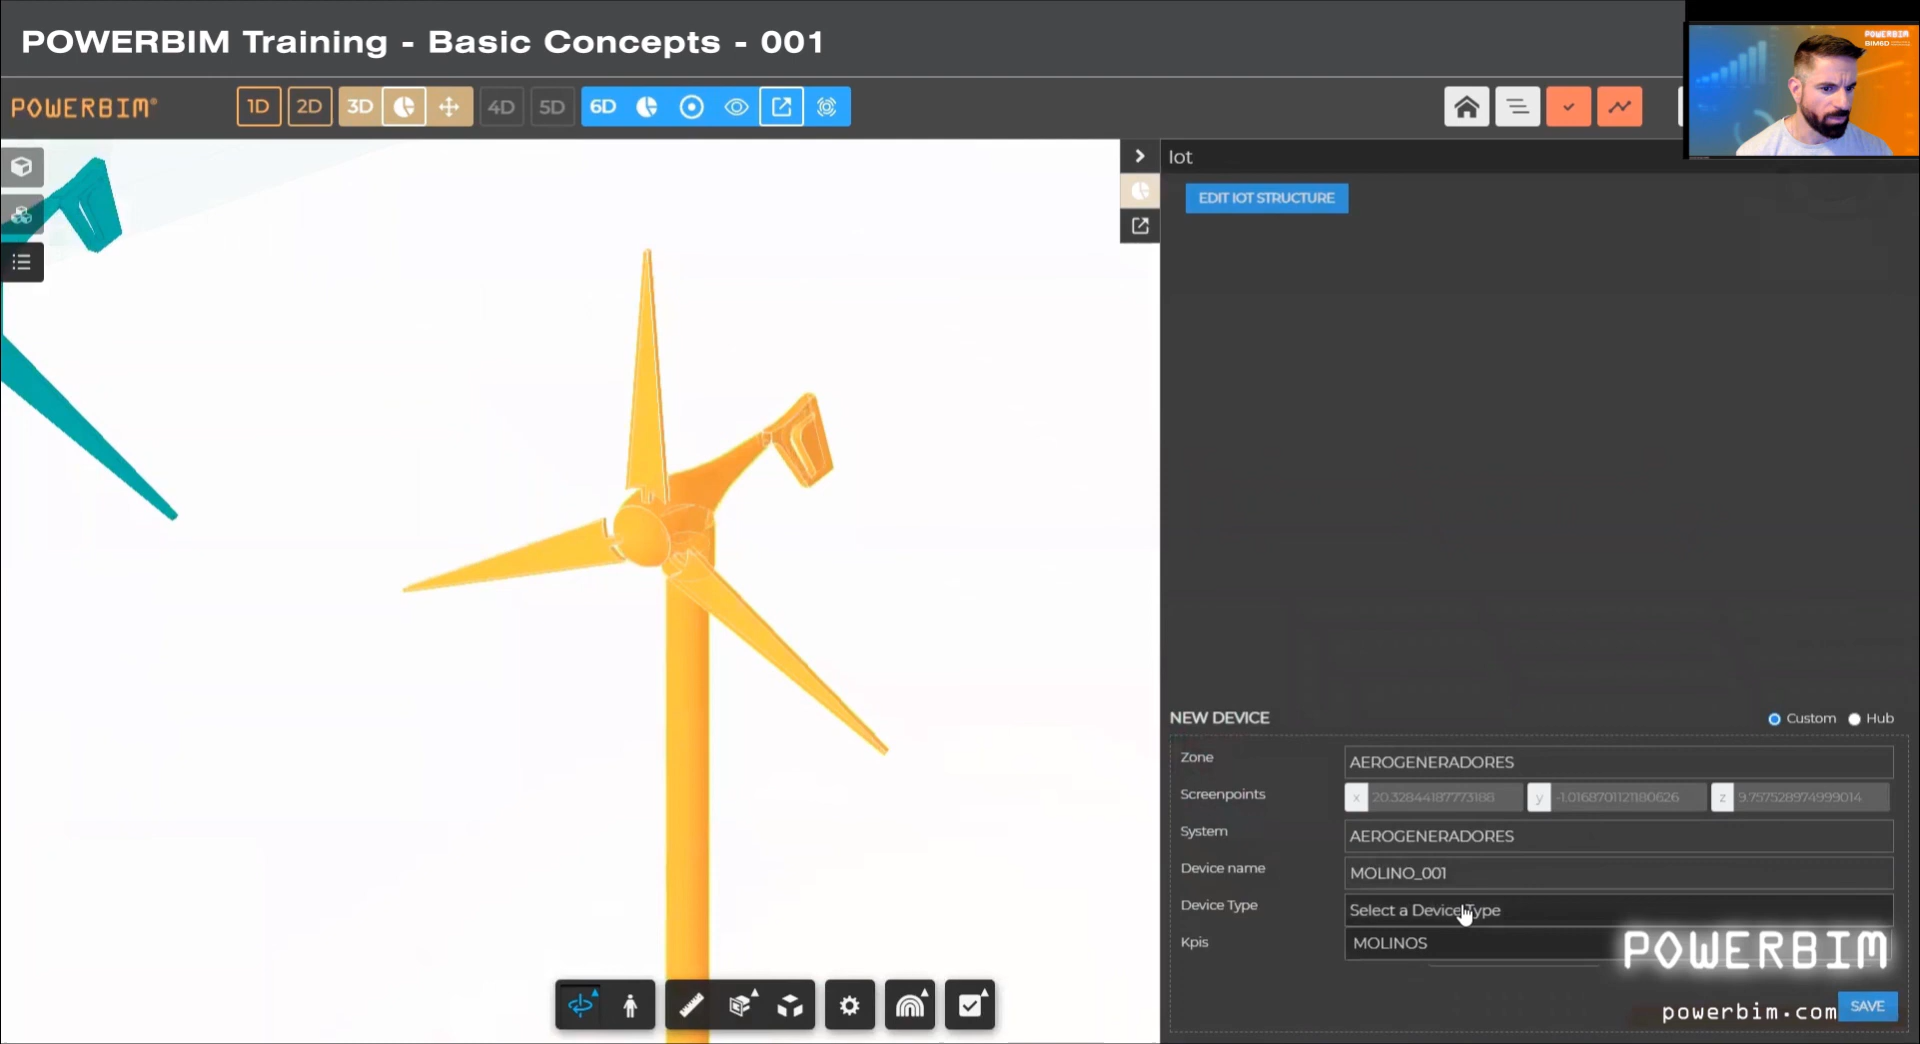 POWERBIM Training - Basic Concepts - 001
POWERBIM
BIM6D
POWERBIM®
1D
2D
3D
4D
5D
6D
Iot
EDIT IOT STRUCTURE
NEW DEVICE
Custom
Hub
Zone
AEROGENERADORES
Screenpoints
x 20.32844187773188 y -1.0168701121180626 z 9.757528974999014
System
AEROGENERADORES
Device name
MOLINO_001
Device Type
Select a Device Type
Kpis
MOLINOS
POWERBIM
powerbim.com
SAVE